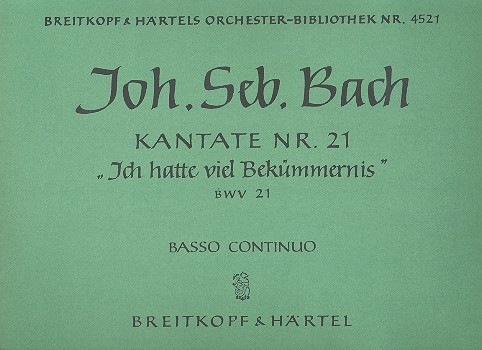 BREITKOPF & HÄRTELS ORCHESTER-BIBLIOTHEK NR. 4521
Joh. Seb. Bach
KANTATE NR. 21
„Ich hatte viel Bekümmernis"
BWV 21
BASSO CONTINUO
BREITKOPF & HÄRTEL